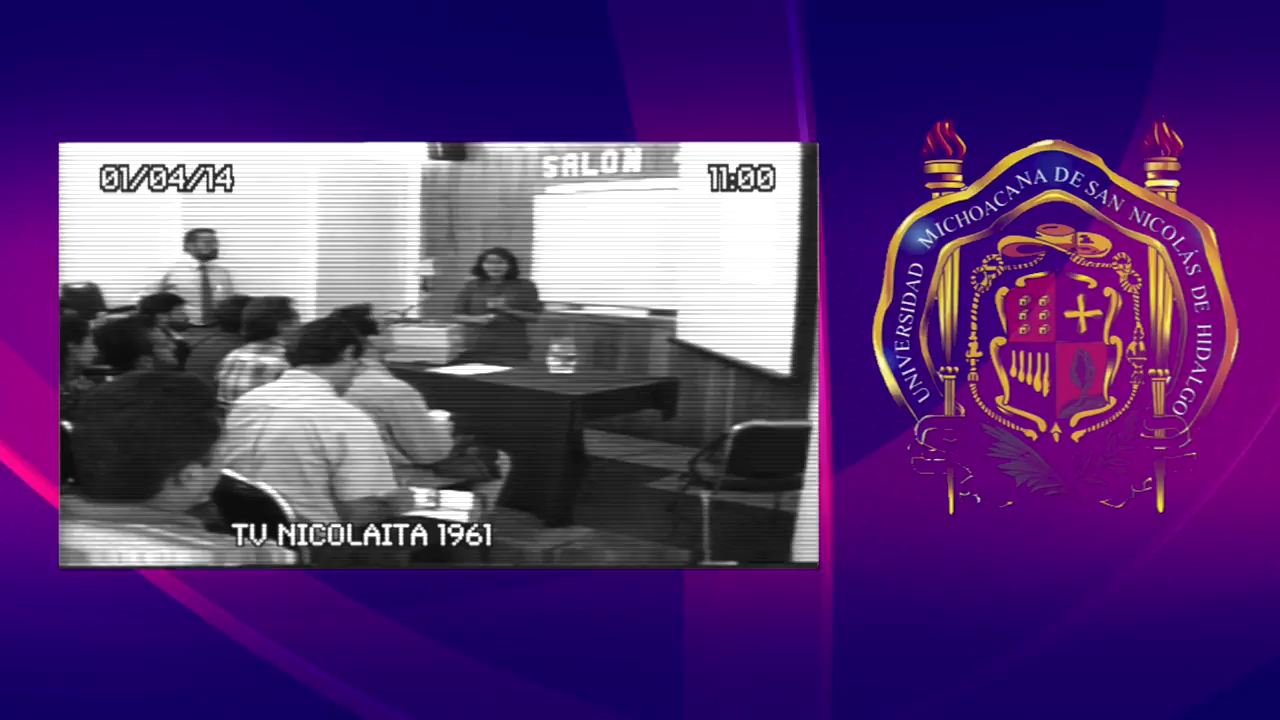 01/04/14
SALON
11:00
TV NICOLAITA 1961
UNIVERSIDAD MICHOACANA DE SAN NICOLÁS DE HIDALGO